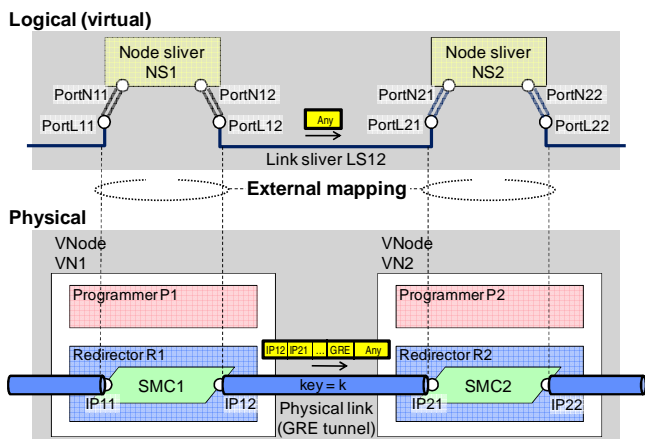 Logical (virtual)
Node sliver
NS1
Node sliver
NS2
PortN11
PortN12
PortN21
PortN22
PortL11
PortL12
Any
PortL21
PortL22
Link sliver LS12
External mapping
Physical
VNode
VN1
VNode
VN2
Programmer P1
Programmer P2
IP12 IP21 ... GRE Any
Redirector R1
Redirector R2
SMC1
key = k
SMC2
IP11
IP12
Physical link
(GRE tunnel)
IP21
IP22